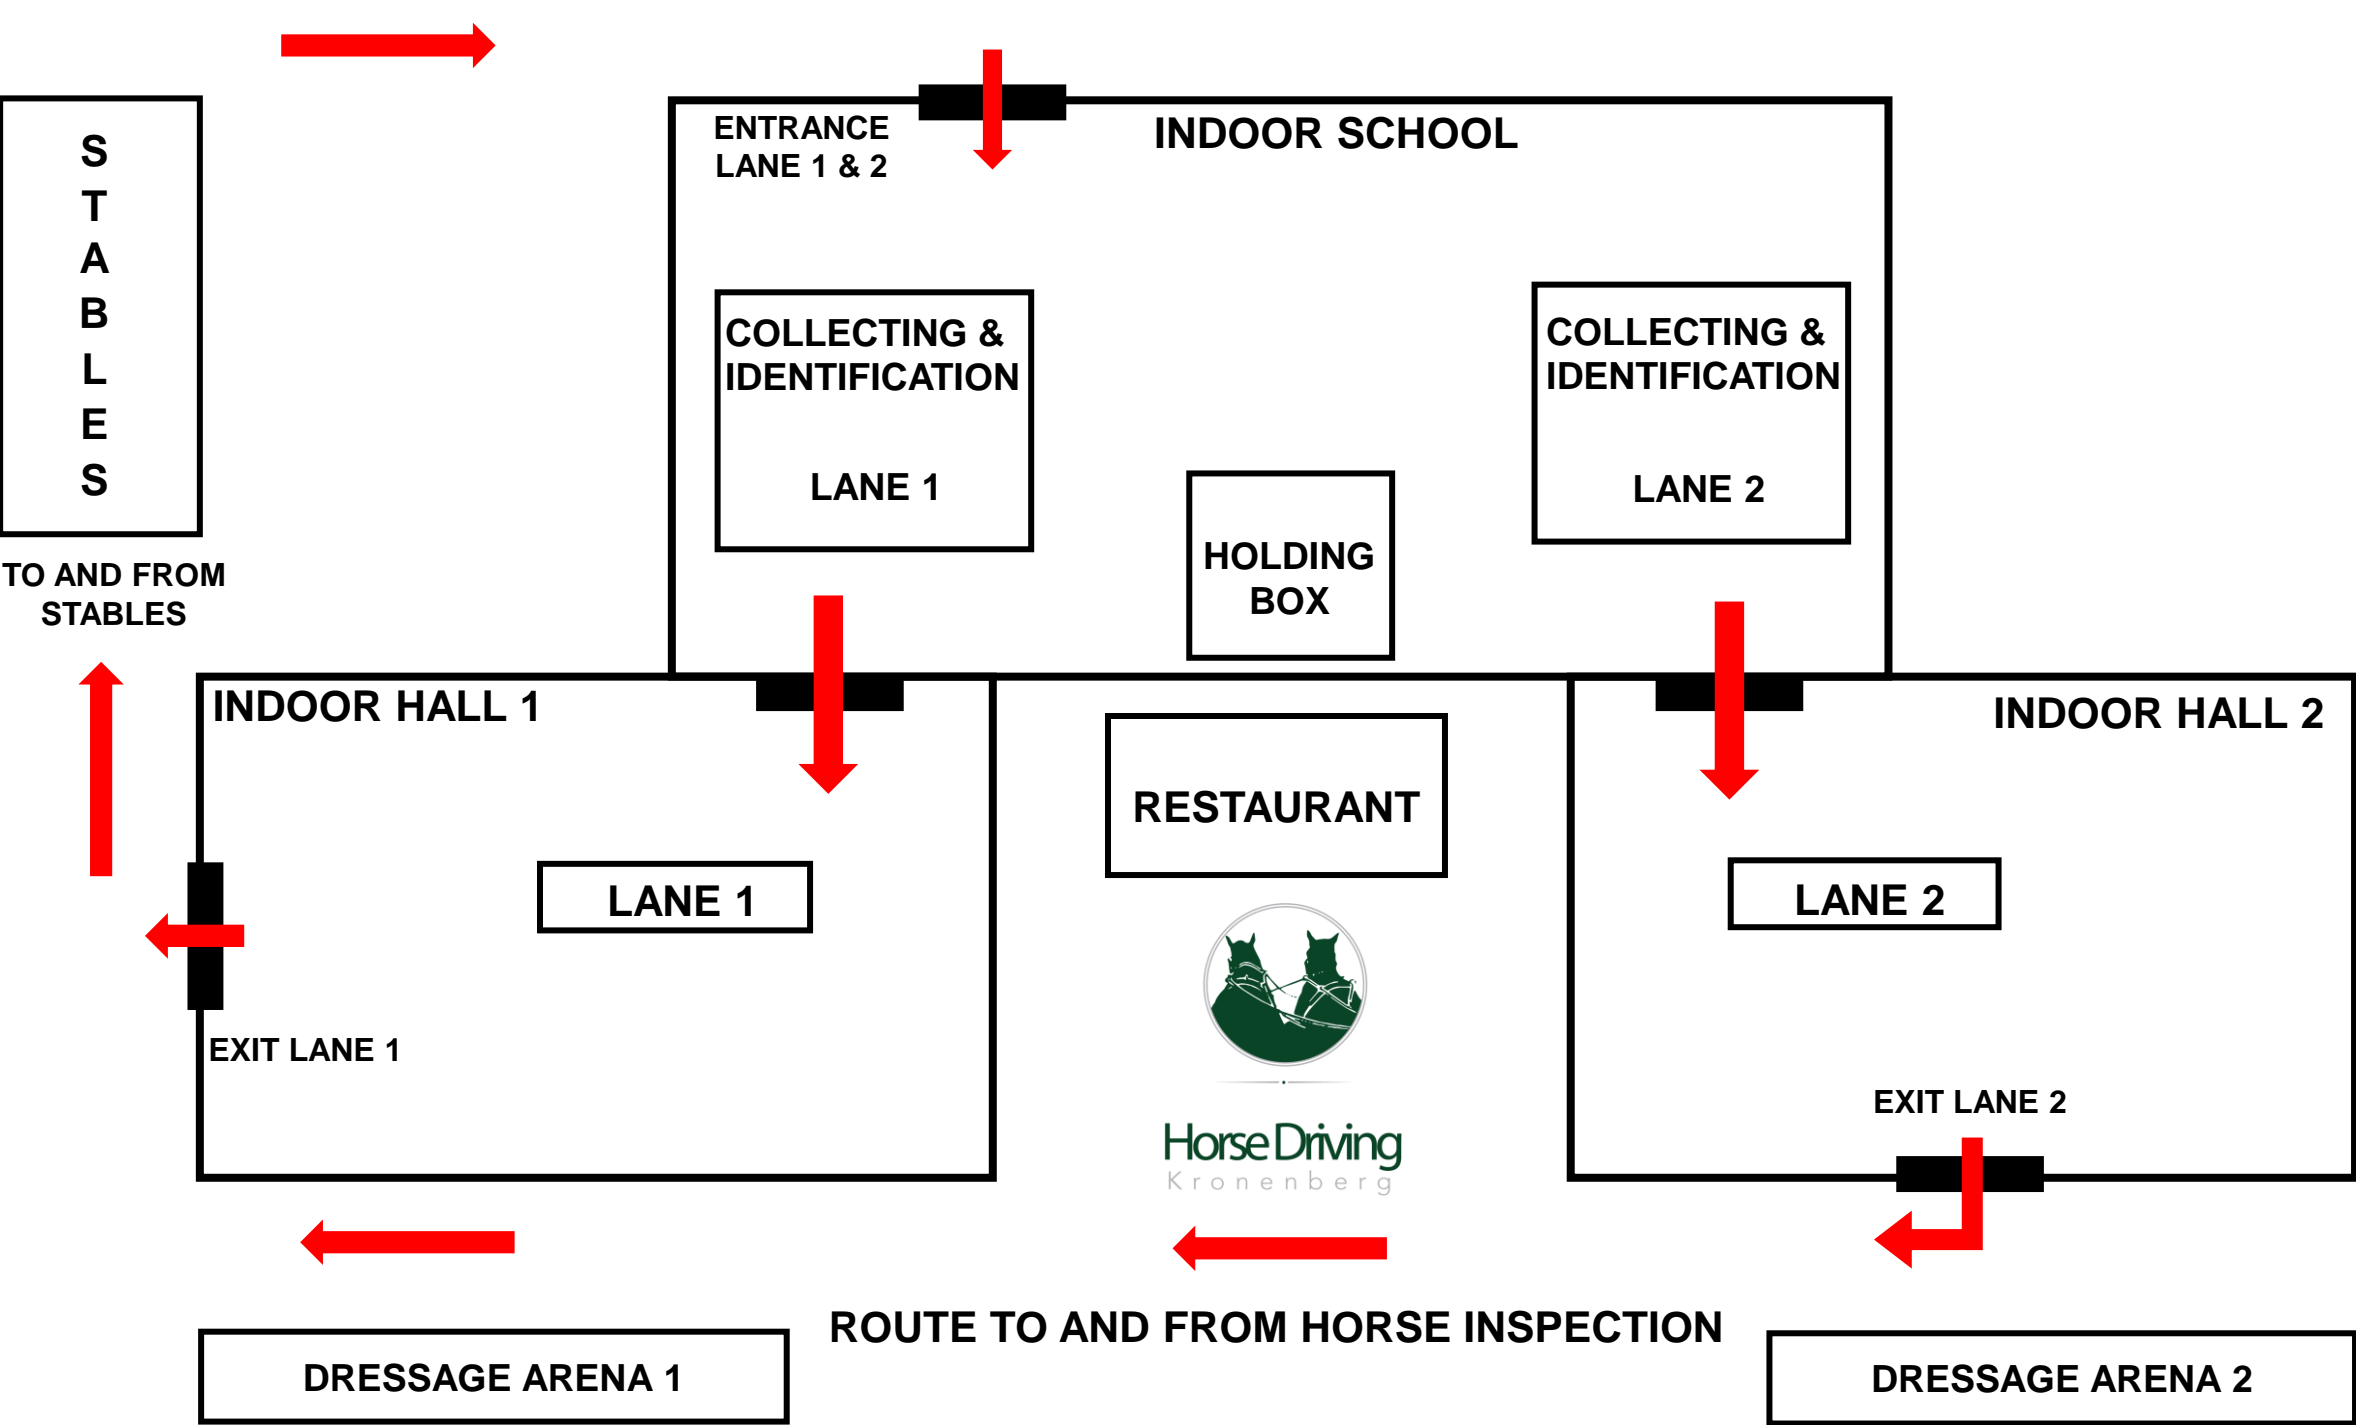 ENTRANCE
LANE 1 & 2
INDOOR SCHOOL
S
T
A
B
L
E
S
COLLECTING &
IDENTIFICATION
LANE 1
COLLECTING &
IDENTIFICATION
LANE 2
HOLDING
BOX
TO AND FROM
STABLES
INDOOR HALL 1
INDOOR HALL 2
RESTAURANT
LANE 1
LANE 2
EXIT LANE 1
EXIT LANE 2
Horse Driving
Kronenberg
ROUTE TO AND FROM HORSE INSPECTION
DRESSAGE ARENA 1
DRESSAGE ARENA 2